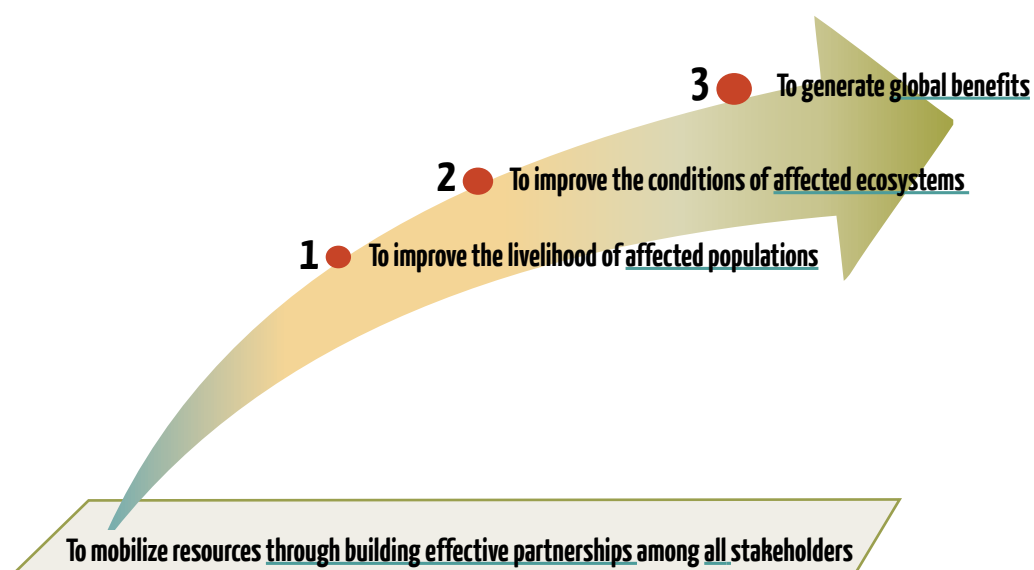 3 To generate global benefits
2 To improve the conditions of affected ecosystems
1 To improve the livelihood of affected populations
To mobilize resources through building effective partnerships among all stakeholders